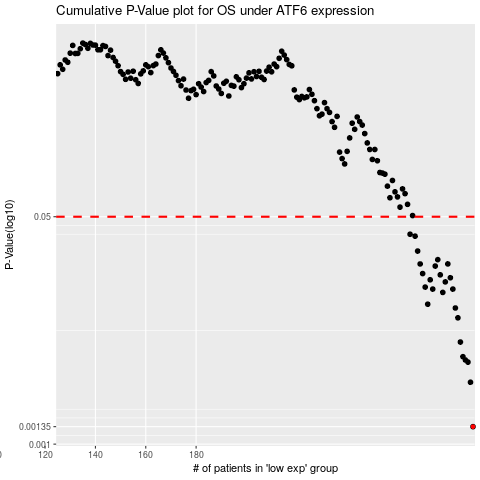 Cumulative P-Value plot for OS under ATF6 expression
P-Value(log10)
0.05
0.00135
0.001
0 120 140 160 180
# of patients in 'low exp' group